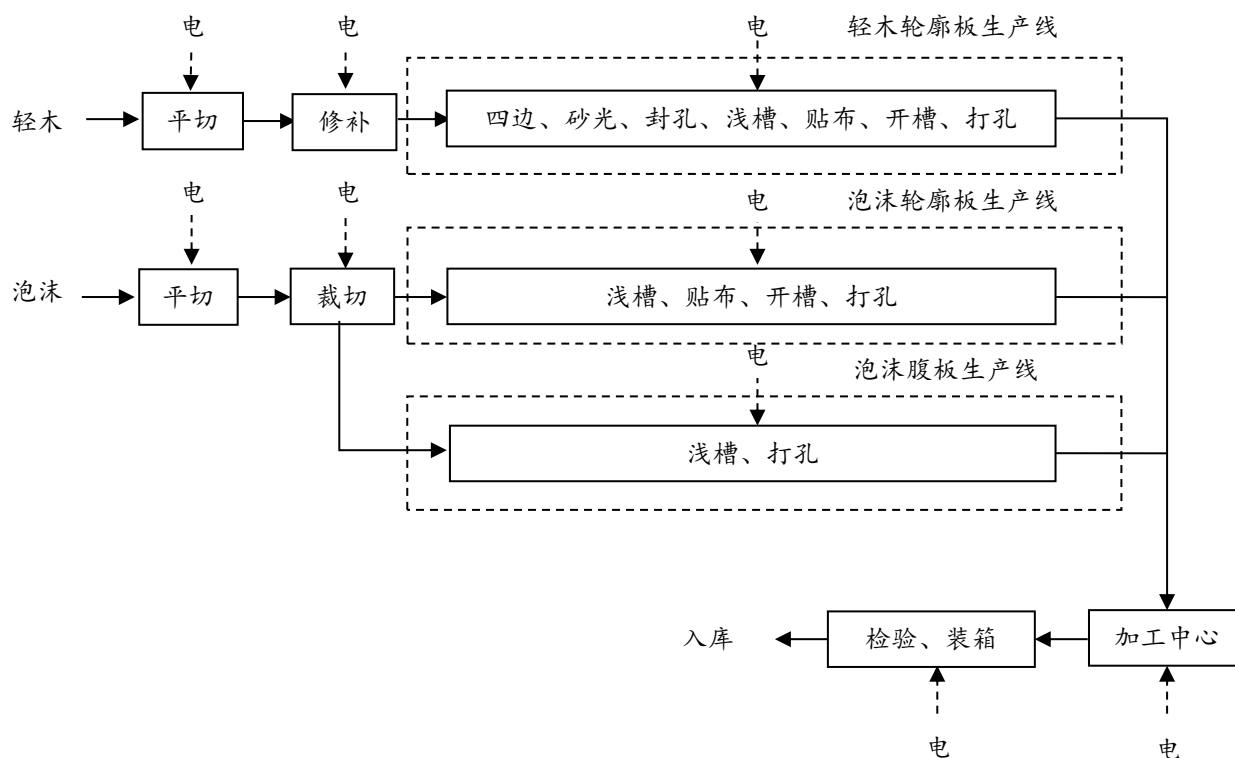 电
电
电
轻木轮廓板生产线
轻木
平切
修补
四边、砂光、封孔、浅槽、贴布、开槽、打孔
电
电
电
泡沫轮廓板生产线
泡沫
平切
裁切
浅槽、贴布、开槽、打孔
电
泡沫腹板生产线
浅槽、打孔
入库
检验、装箱
加工中心
电
电